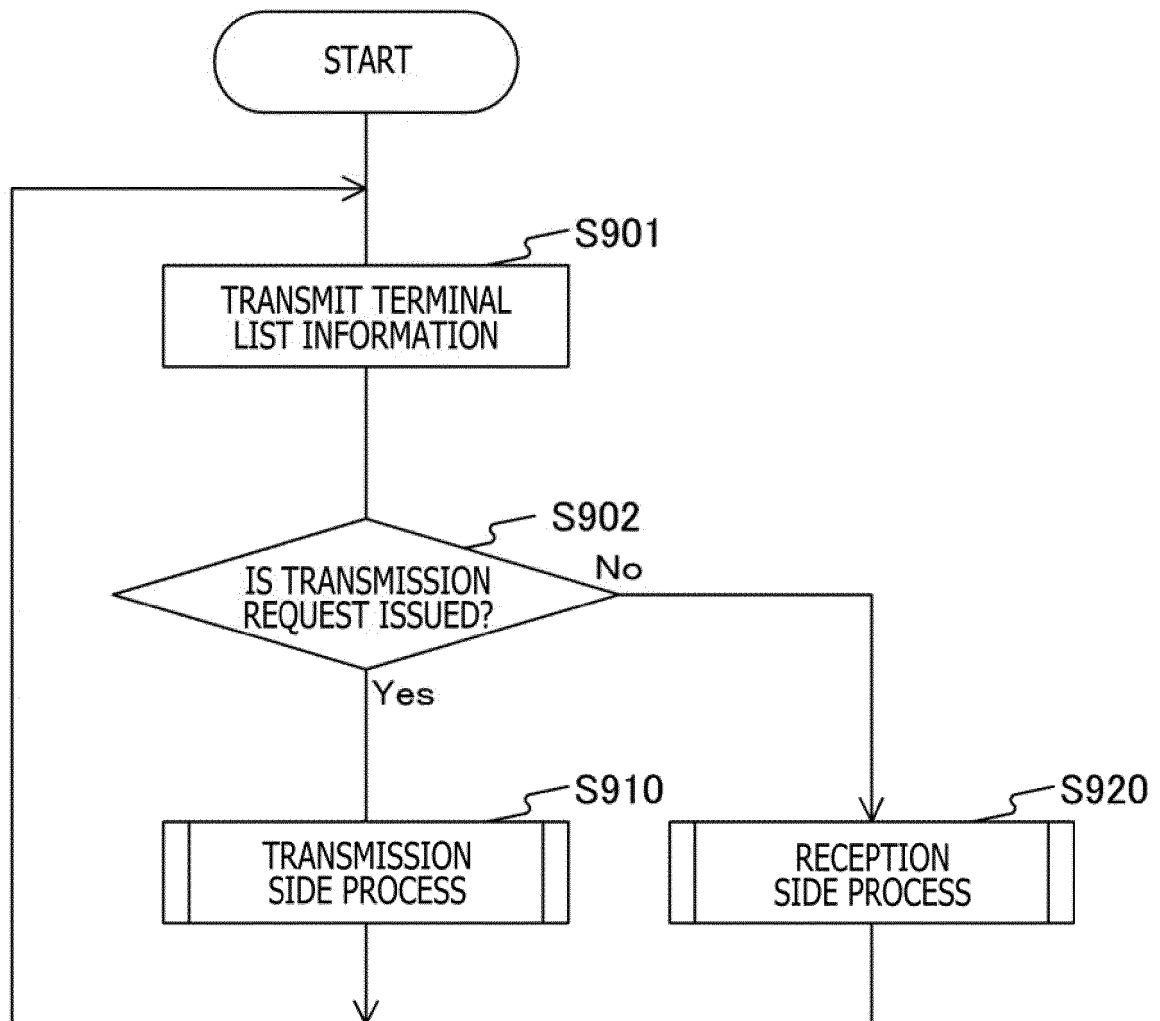 START
S901
TRANSMIT TERMINAL
LIST INFORMATION
S902
IS TRANSMISSION
REQUEST ISSUED?
No
Yes
S910
TRANSMISSION
SIDE PROCESS
S920
RECEPTION
SIDE PROCESS